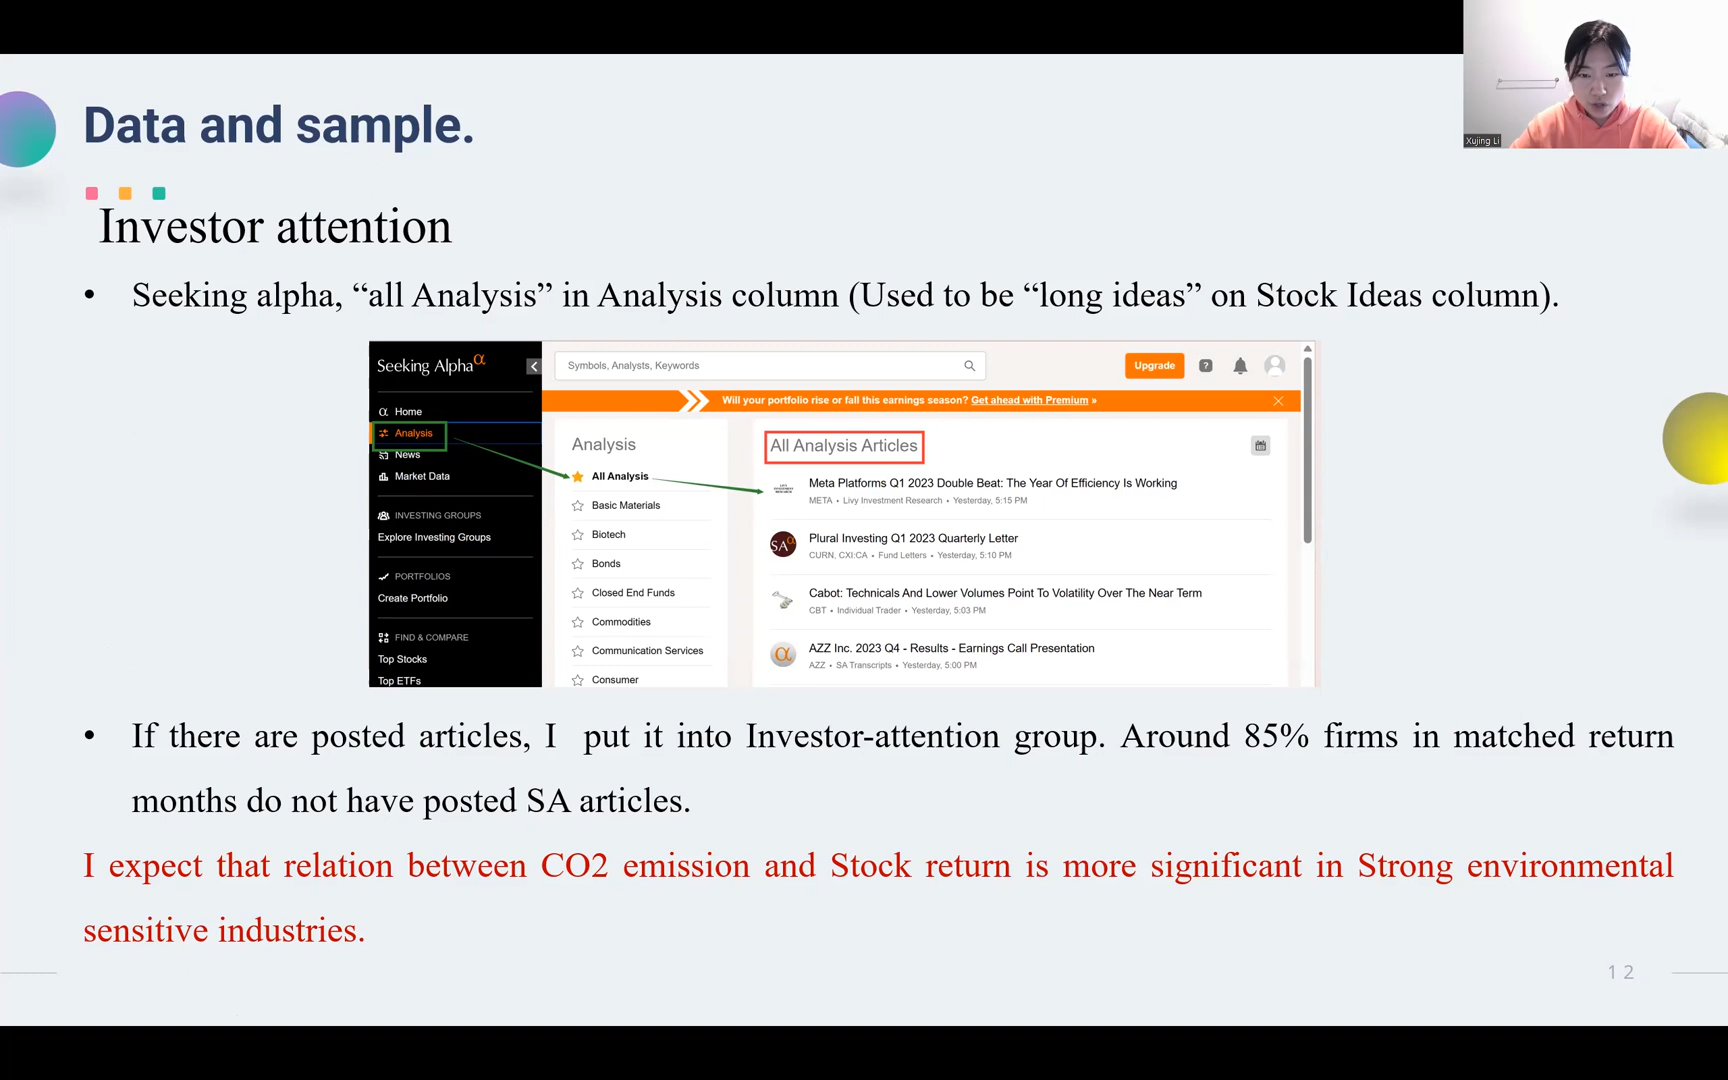 Xujing Li
Data and sample.
Investor attention
• Seeking alpha, “all Analysis” in Analysis column (Used to be “long ideas” on Stock Ideas column).
Seeking Alphaα
Home
Analysis
News
Market Data
INVESTING GROUPS
Explore Investing Groups
PORTFOLIOS
Create Portfolio
FIND & COMPARE
Top Stocks
Top ETFs
Symbols, Analysts, Keywords
Upgrade
Will your portfolio rise or fall this earnings season? Get ahead with Premium »
Analysis
All Analysis
Basic Materials
Biotech
Bonds
Closed End Funds
Commodities
Communication Services
Consumer
All Analysis Articles
Meta Platforms Q1 2023 Double Beat: The Year Of Efficiency Is Working
META • Livy Investment Research • Yesterday, 5:15 PM
Plural Investing Q1 2023 Quarterly Letter
CURN, CXI:CA • Fund Letters • Yesterday, 5:10 PM
Cabot: Technicals And Lower Volumes Point To Volatility Over The Near Term
CBT • Individual Trader • Yesterday, 5:03 PM
AZZ Inc. 2023 Q4 - Results - Earnings Call Presentation
AZZ • SA Transcripts • Yesterday, 5:00 PM
• If there are posted articles, I put it into Investor-attention group. Around 85% firms in matched return
months do not have posted SA articles.
I expect that relation between CO2 emission and Stock return is more significant in Strong environmental
sensitive industries.
12